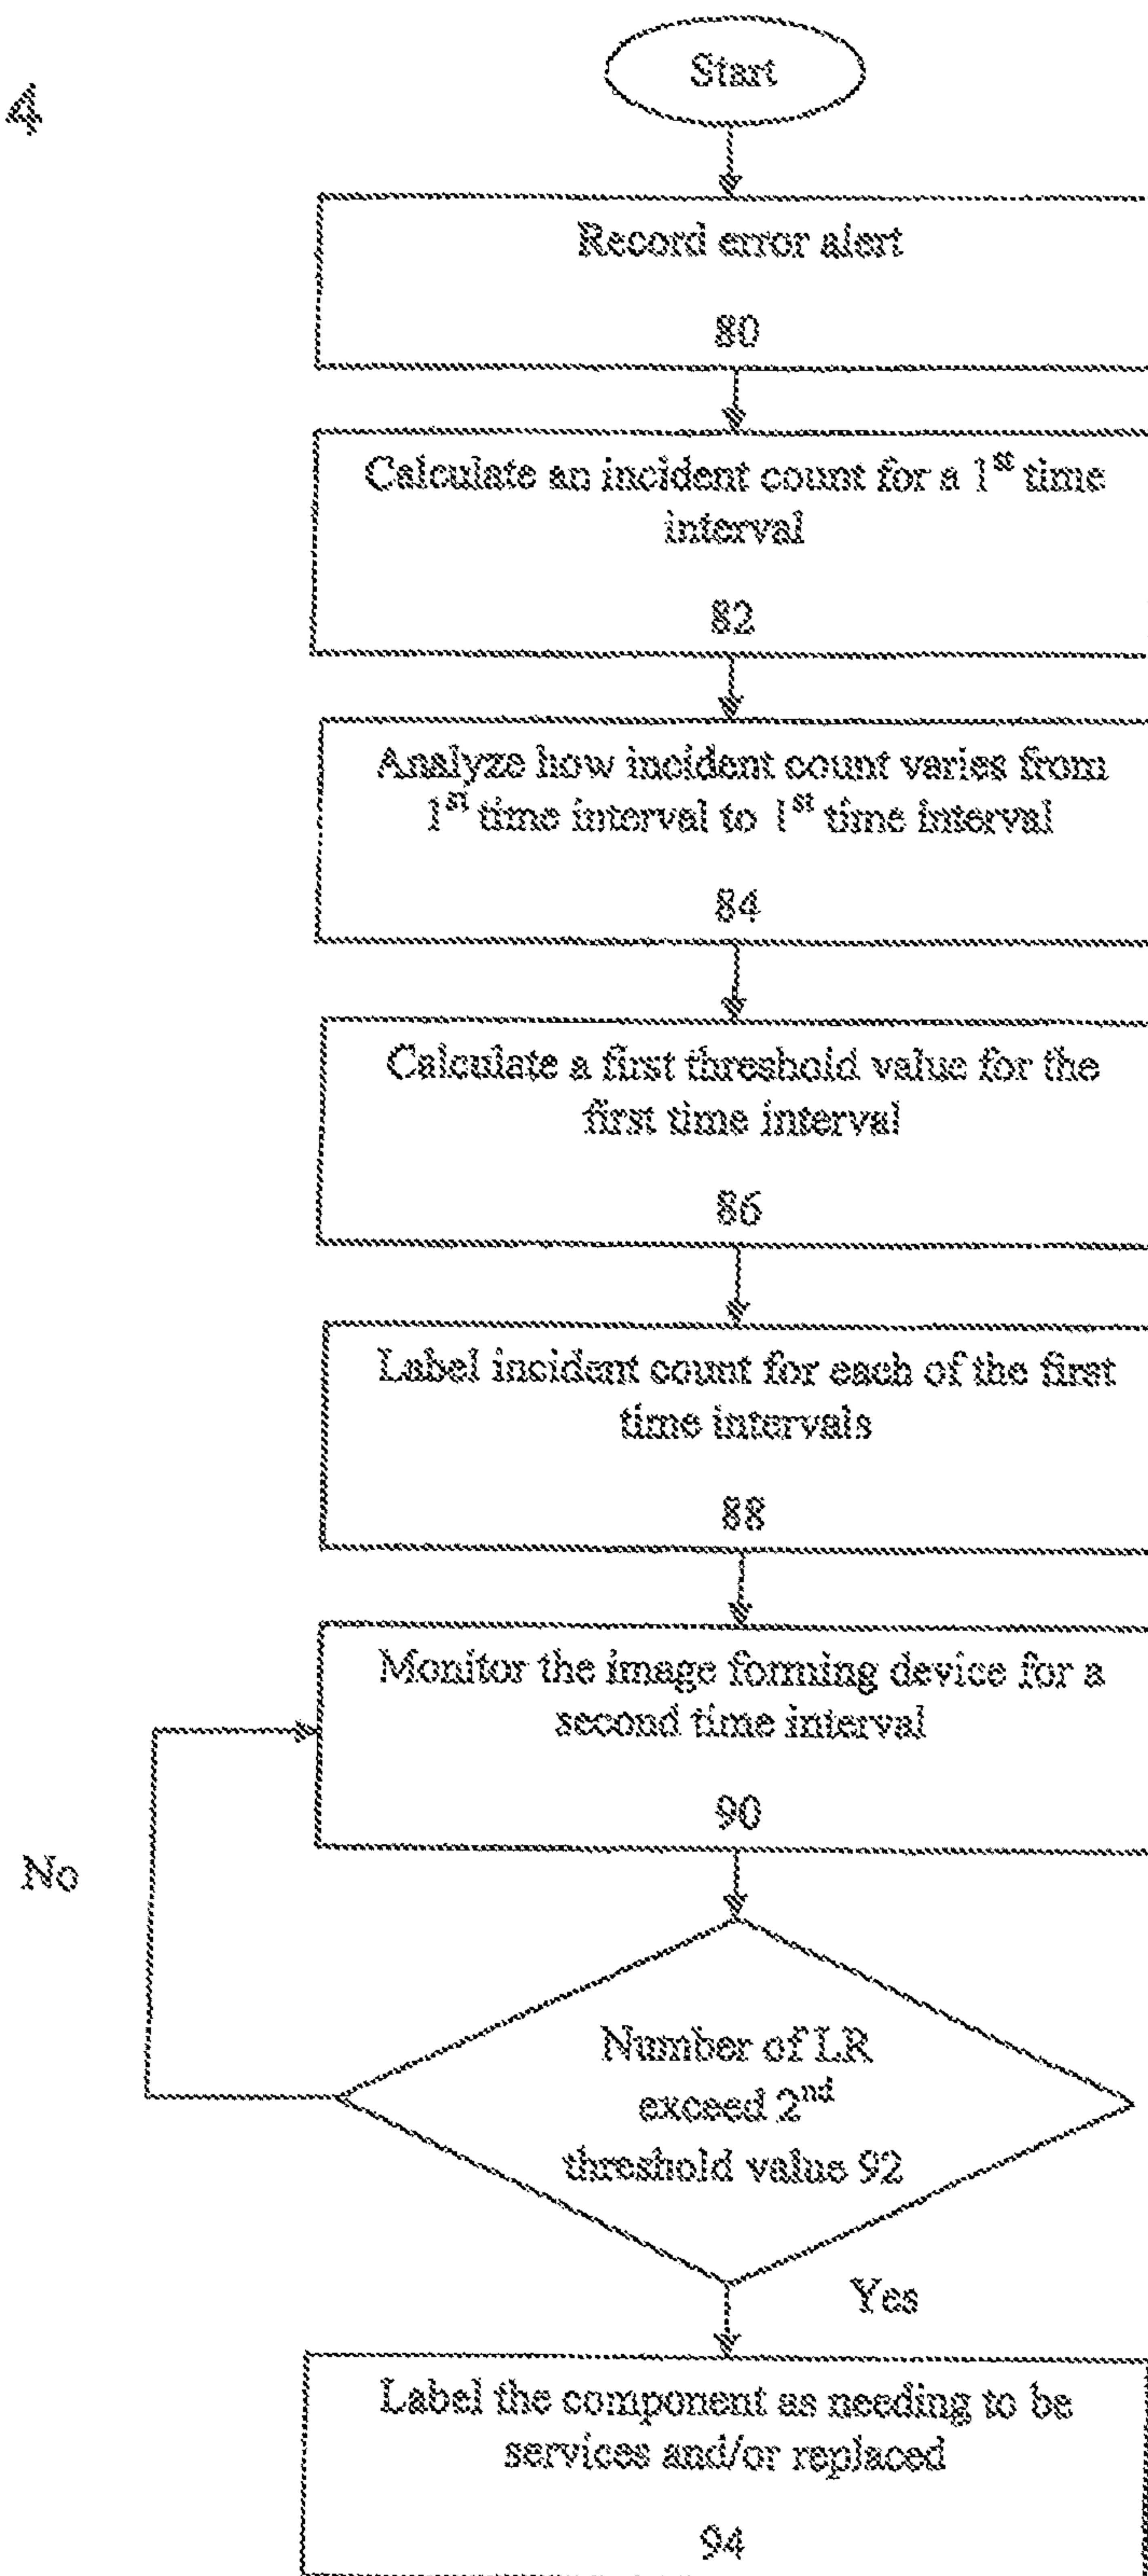 4
Start
Record error alert
80
Calculate an incident count for a 1st time
interval
82
Analyze how incident count varies from
1st time interval to 1st time interval
84
Calculate a first threshold value for the
first time interval
86
Label incident count for each of the first
time intervals
88
Monitor the image forming device for a
second time interval
90
No
Number of LR
exceed 2nd
threshold value 92
Yes
Label the component as needing to be
services and/or replaced
94